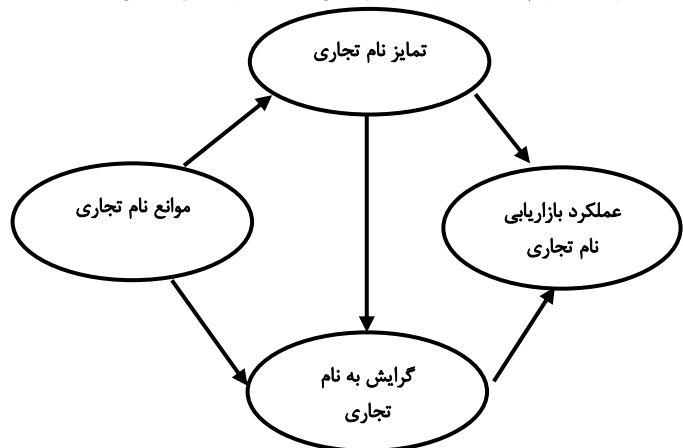 تمایز نام تجاری
موانع نام تجاری
عملکرد بازاریابی
نام تجاری
گرایش به نام
تجاری